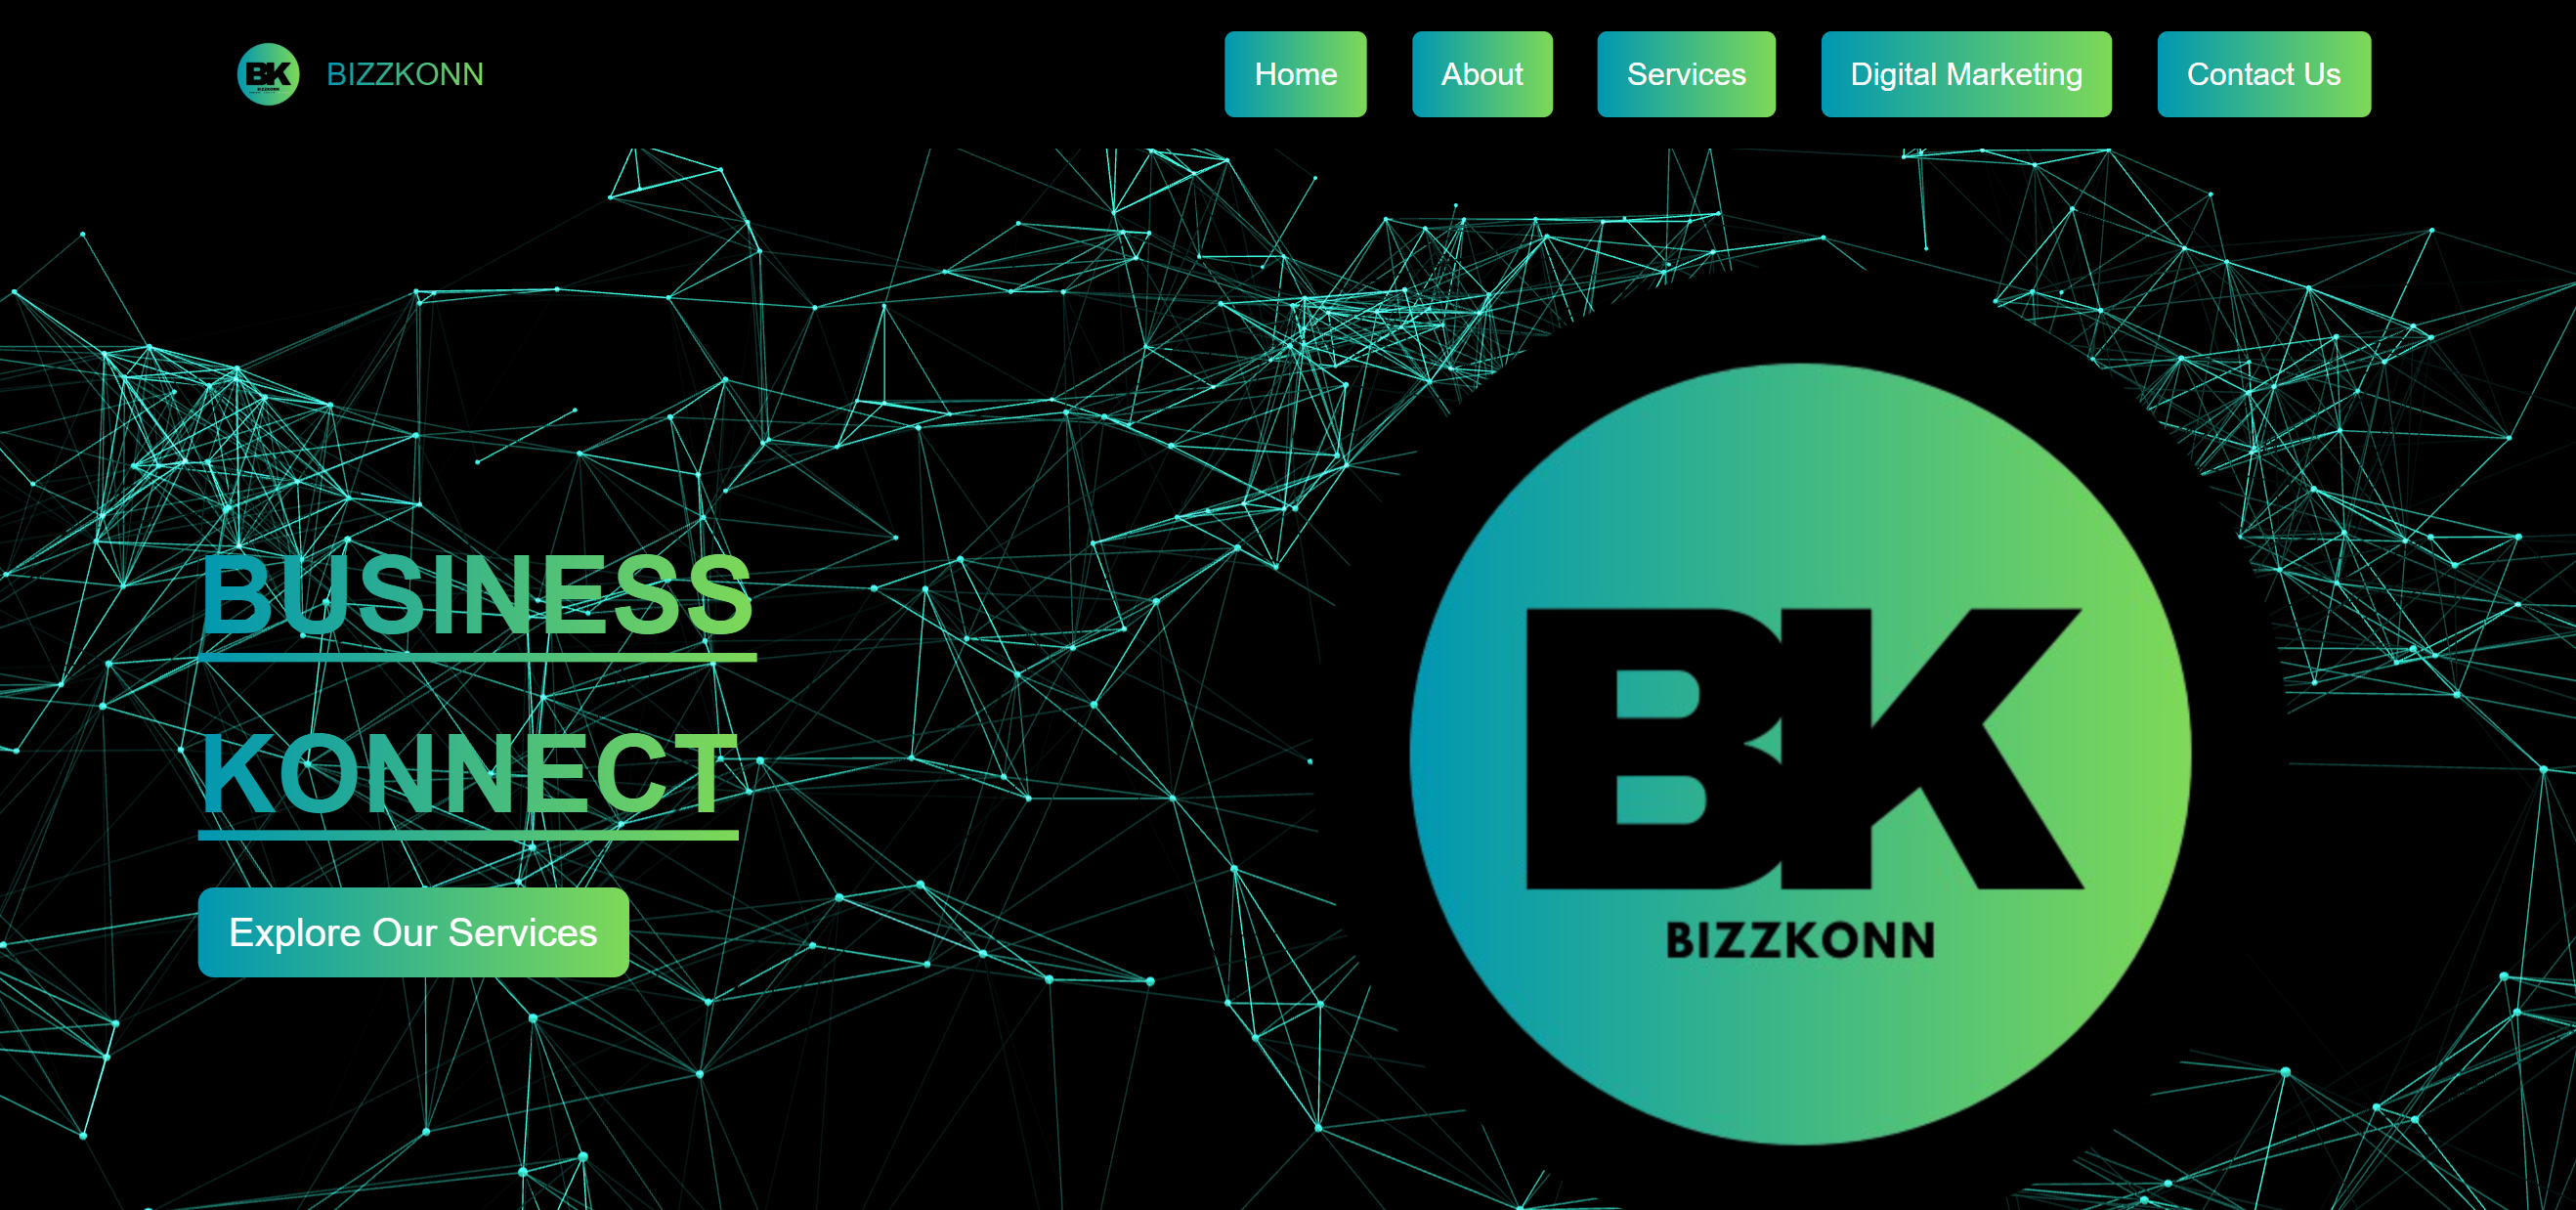 BK
BIZZKONN
BIZZKONN
Home
About
Services
Digital Marketing
Contact Us
BUSINESS
KONNECT
Explore Our Services
BK
BIZZKONN